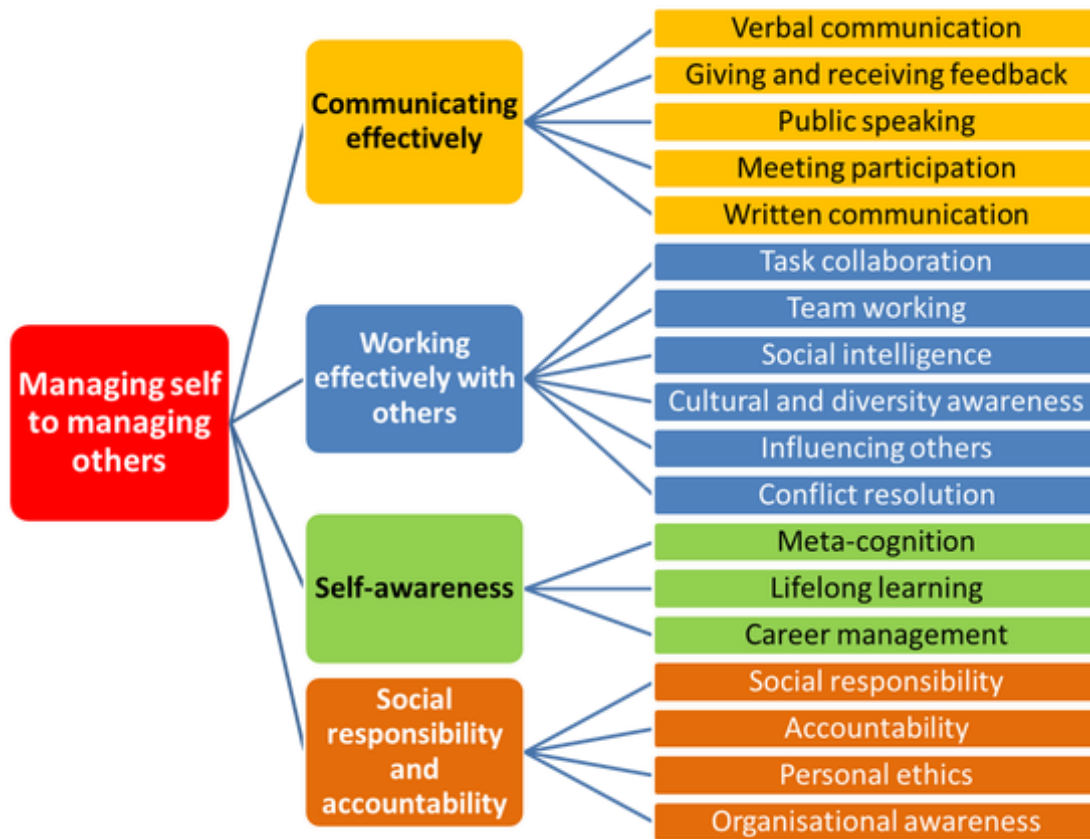 Managing self
to managing
others
Communicating
effectively
Verbal communication
Giving and receiving feedback
Public speaking
Meeting participation
Written communication
Working
effectively with
others
Task collaboration
Team working
Social intelligence
Cultural and diversity awareness
Influencing others
Conflict resolution
Self-awareness
Meta-cognition
Lifelong learning
Career management
Social
responsibility
and
accountability
Social responsibility
Accountability
Personal ethics
Organisational awareness